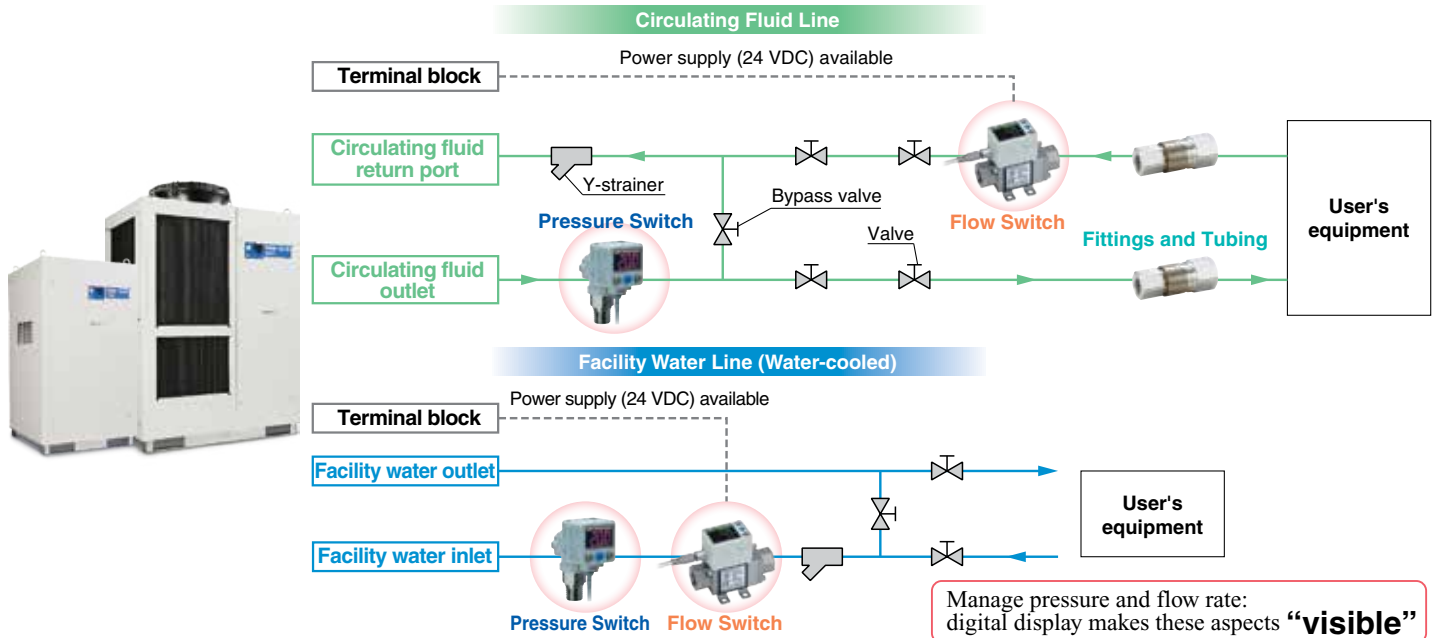 Circulating Fluid Line
Power supply (24 VDC) available
Terminal block
Circulating fluid
return port
Y-strainer
Bypass valve
Pressure Switch
Flow Switch
Valve
Fittings and Tubing
User's
equipment
Circulating fluid
outlet
Facility Water Line (Water-cooled)
Power supply (24 VDC) available
Terminal block
Facility water outlet
User's
equipment
Facility water inlet
Pressure Switch
Flow Switch
Manage pressure and flow rate:
digital display makes these aspects “visible”